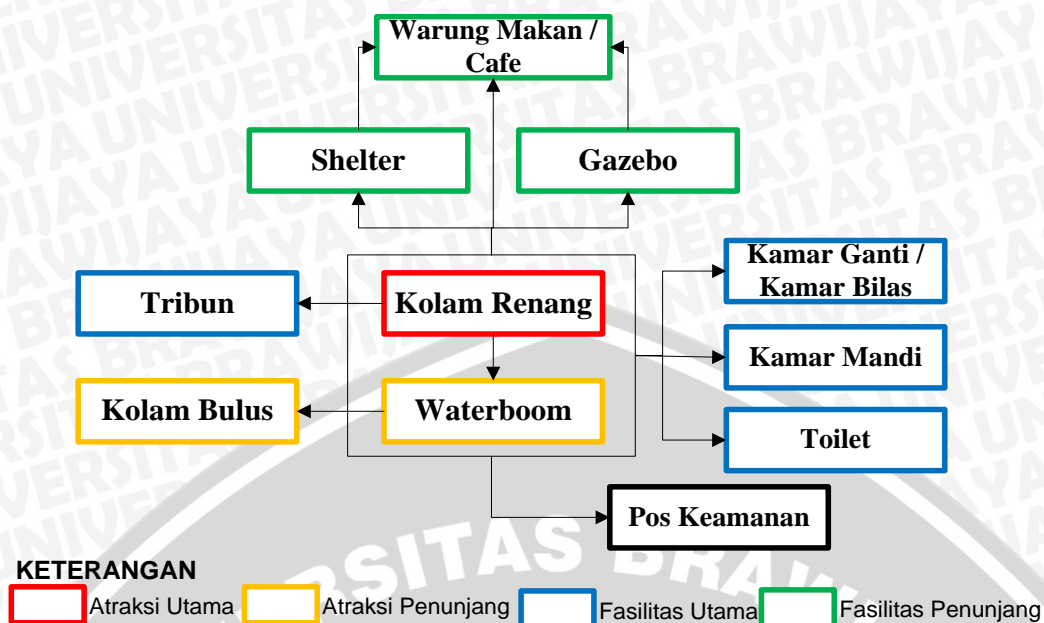 Warung Makan /
Cafe
Shelter
Gazebo
Kamar Ganti /
Kamar Bilas
Tribun
Kolam Renang
Kamar Mandi
Kolam Bulus
Waterboom
Toilet
Pos Keamanan
KETERANGAN
Atraksi Utama
Atraksi Penunjang
Fasilitas Utama
Fasilitas Penunjang